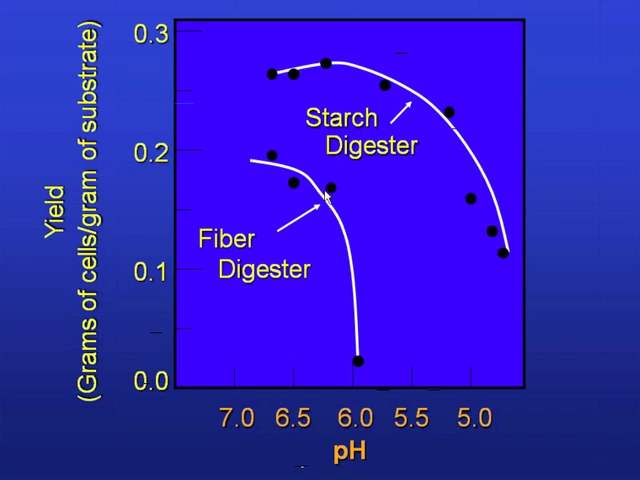 Yield
(Grams of cells/gram of substrate)
0.3
0.2
0.1
0.0
Starch
Digester
Fiber
Digester
7.0 6.5 6.0 5.5 5.0
pH